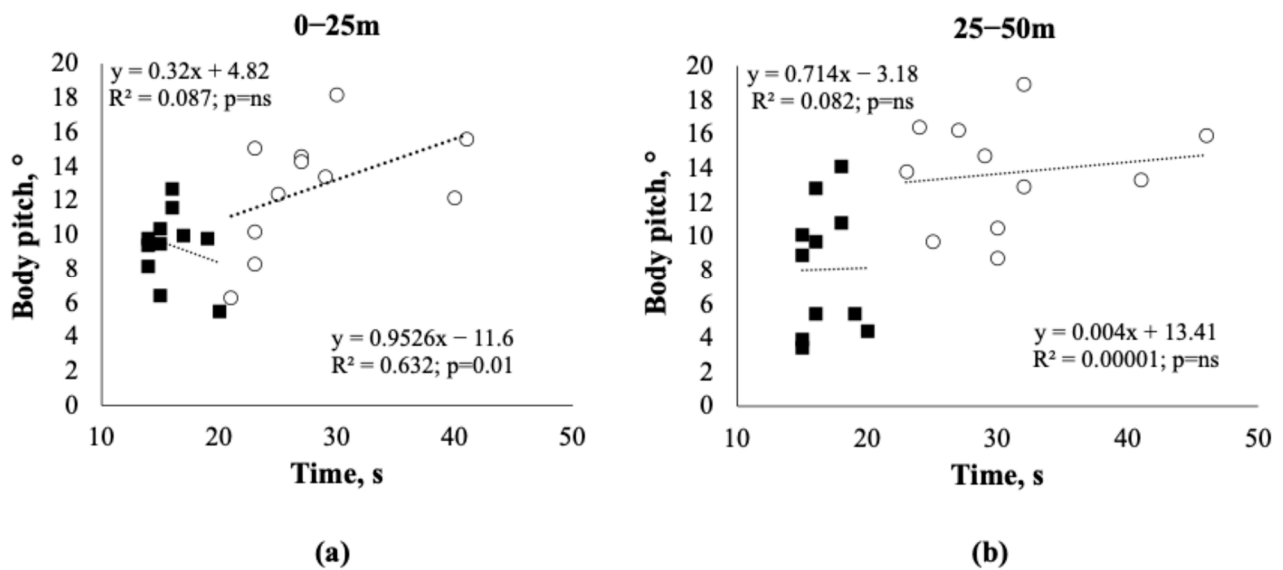 0−25m
y = 0.32x + 4.82
R² = 0.087; p=ns
Body pitch, °
20
18
16
14
12
10
8
6
4
2
0
y = 0.9526x − 11.6
R² = 0.632; p=0.01
10 20 30 40 50
Time, s
(a)
25−50m
y = 0.714x − 3.18
R² = 0.082; p=ns
Body pitch, °
20
18
16
14
12
10
8
6
4
2
0
y = 0.004x + 13.41
R² = 0.00001; p=ns
10 20 30 40 50
Time, s
(b)